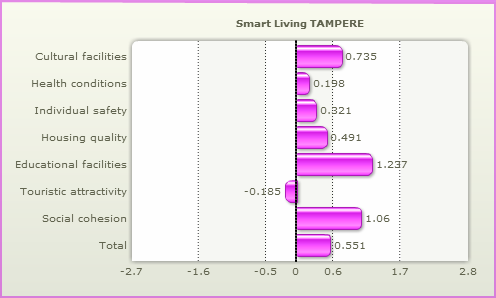 Smart Living TAMPERE
Cultural facilities 0.735
Health conditions 0.198
Individual safety 0.321
Housing quality 0.491
Educational facilities 1.237
Touristic attractivity -0.185
Social cohesion 1.06
Total 0.551
-2.7 -1.6 -0.5 0 0.6 1.7 2.8